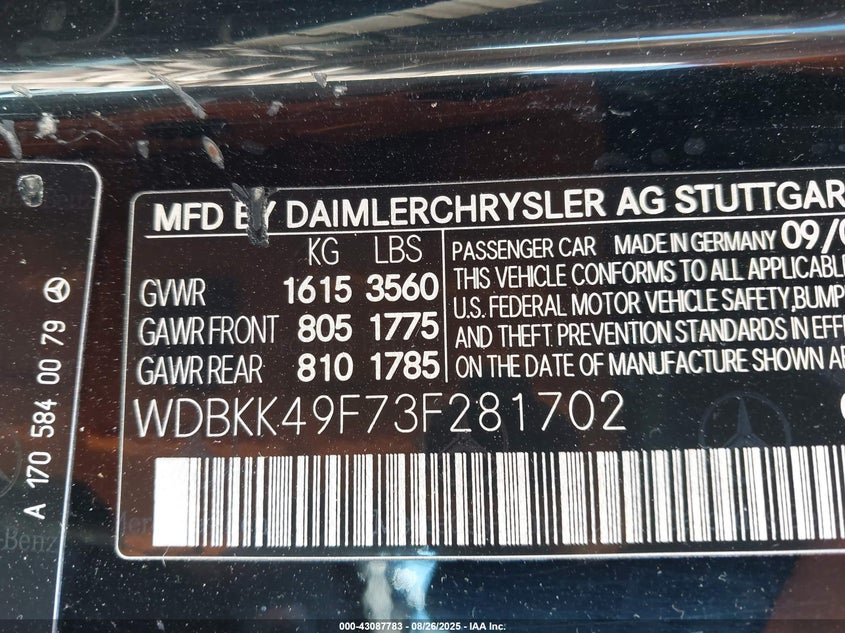 MFD BY DAIMLERCHRYSLER AG STUTTGAR
KG LBS
GVWR 1615 3560
GAWR FRONT 805 1775
GAWR REAR 810 1785
PASSENGER CAR MADE IN GERMANY 09/0
THIS VEHICLE CONFORMS TO ALL APPLICABLE
U.S. FEDERAL MOTOR VEHICLE SAFETY, BUMP
AND THEFT PREVENTION STANDARDS IN EFF
ON THE DATE OF MANUFACTURE SHOWN A
WDBKK49F73F281702
A 170 584 00 79
Benz
000-43087783 - 08/26/2025 - IAA Inc.